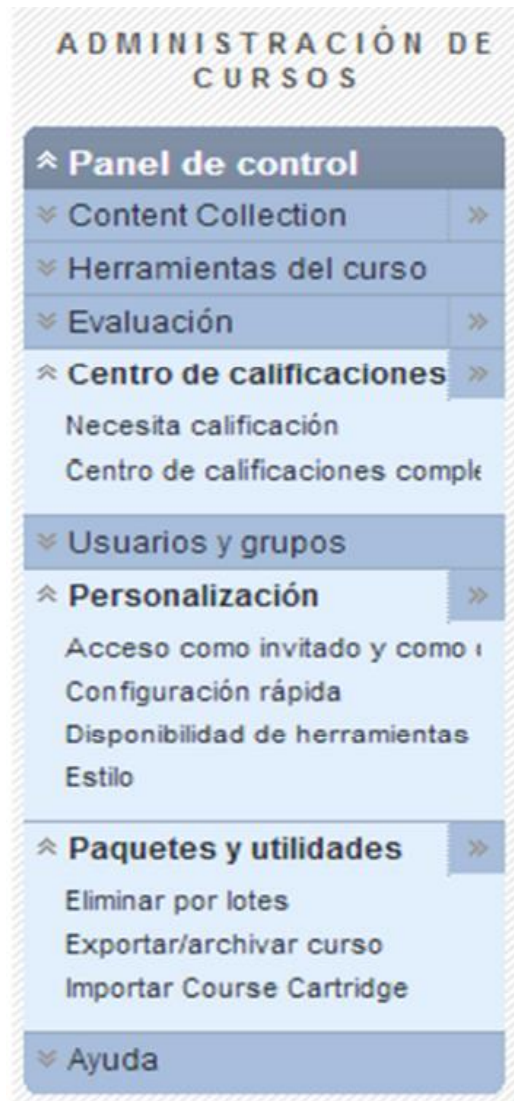 ADMINISTRACIÓN DE
CURSOS
Panel de control
Content Collection
Herramientas del curso
Evaluación
Centro de calificaciones
Necesita calificación
Centro de calificaciones comple
Usuarios y grupos
Personalización
Acceso como invitado y como
Configuración rápida
Disponibilidad de herramientas
Estilo
Paquetes y utilidades
Eliminar por lotes
Exportar/archivar curso
Importar Course Cartridge
Ayuda